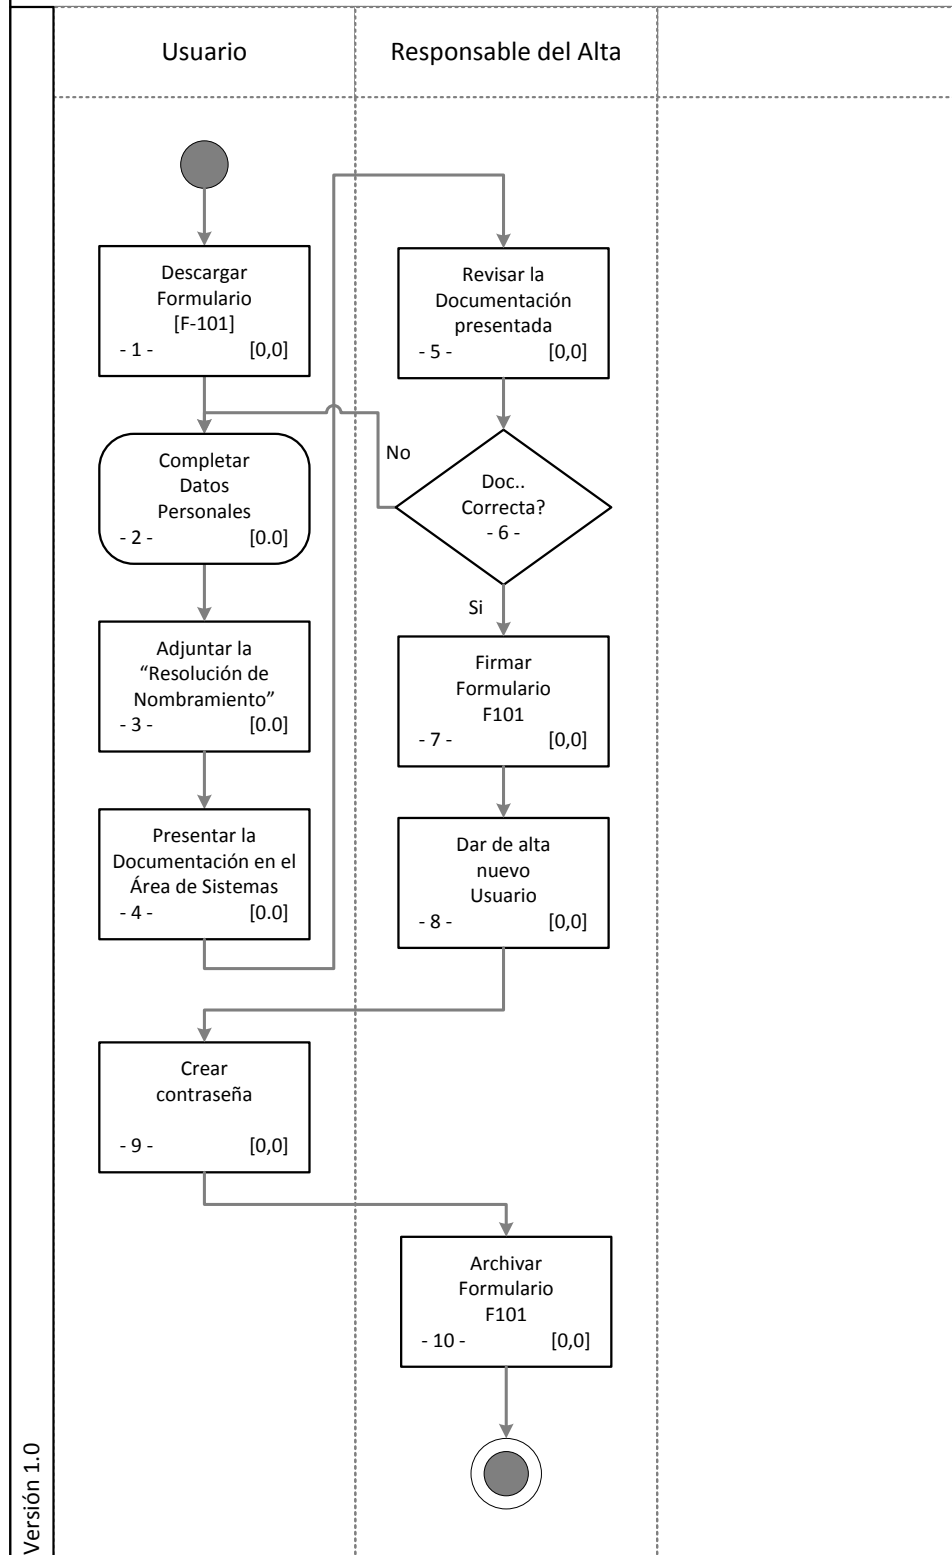 Usuario
Responsable del Alta
Descargar
Formulario
[F-101]
- 1 - [0,0]
Completar
Datos
Personales
- 2 - [0.0]
Adjuntar la
“Resolución de
Nombramiento”
- 3 - [0.0]
Presentar la
Documentación en el
Área de Sistemas
- 4 - [0.0]
Revisar la
Documentación
presentada
- 5 - [0,0]
No
Doc..
Correcta?
- 6 -
Si
Firmar
Formulario
F101
- 7 - [0,0]
Dar de alta
nuevo
Usuario
- 8 - [0,0]
Crear
contraseña
- 9 - [0,0]
Archivar
Formulario
F101
- 10 - [0,0]
Versión 1.0